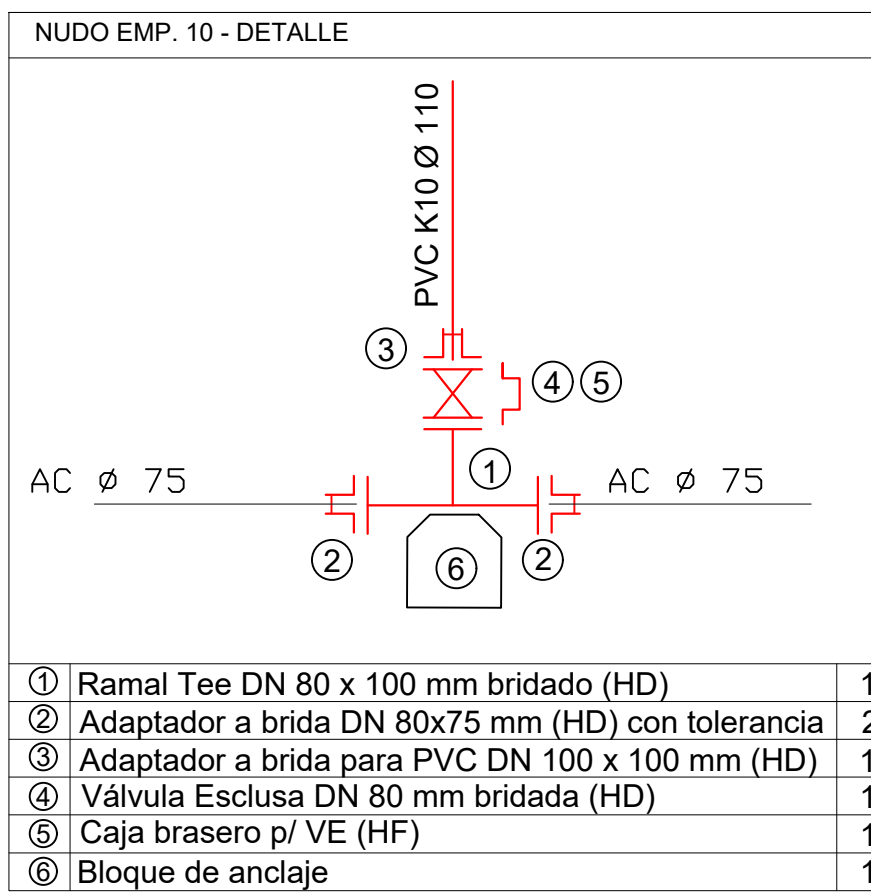 NUDO EMP. 10 - DETALLE
PVC K10 Ø 110
3
4 5
1
AC Ø 75
AC Ø 75
2
6
2
1 Ramal Tee DN 80 x 100 mm bridado (HD) 1
2 Adaptador a brida DN 80x75 mm (HD) con tolerancia 2
3 Adaptador a brida para PVC DN 100 x 100 mm (HD) 1
4 Válvula Esclusa DN 80 mm bridada (HD) 1
5 Caja brasero p/ VE (HF) 1
6 Bloque de anclaje 1